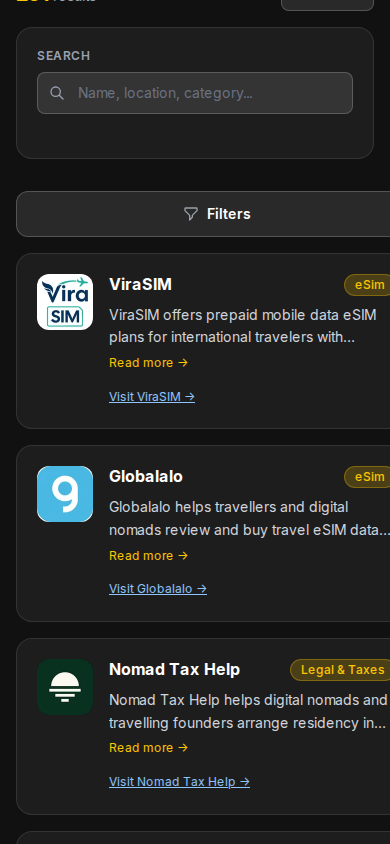 results
SEARCH
Name, location, category...
Filters
Vira
SIM
ViraSIM
eSim
ViraSIM offers prepaid mobile data eSIM
plans for international travelers with...
Read more →
Visit ViraSIM →
Globalalo
eSim
Globalalo helps travellers and digital
nomads review and buy travel eSIM data...
Read more →
Visit Globalalo →
Nomad Tax Help
Legal & Taxes
Nomad Tax Help helps digital nomads and
travelling founders arrange residency in...
Read more →
Visit Nomad Tax Help →